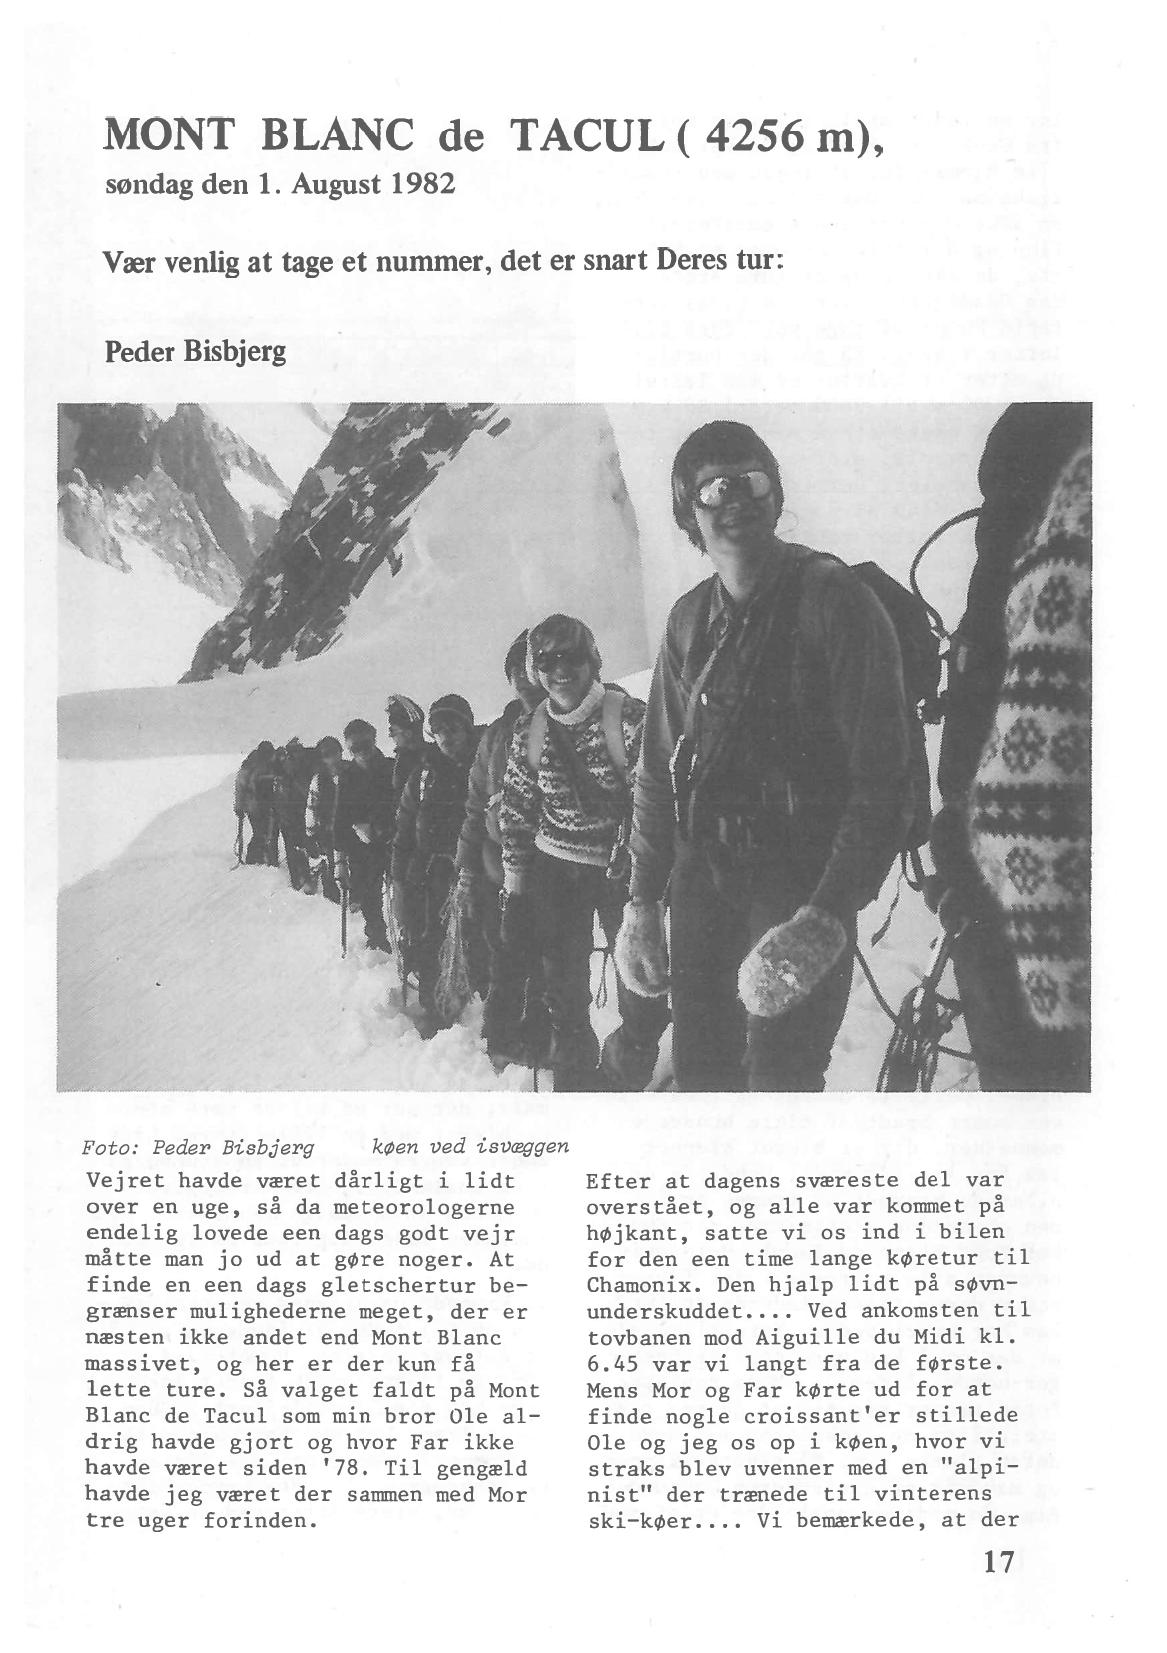 MONT BLANC de TACUL ( 4256 m),
søndag den 1. August 1982
Vær venlig at tage et nummer, det er snart Deres tur:
Peder Bisbjerg
Foto: Peder Bisbjerg køen ved isvæggen
Vejret havde været dårligt i lidt
over en uge, så da meteorologerne
endelig lovede een dags godt vejr
måtte man jo ud at gøre noger. At
finde en een dags gletschertur be-
grænser mulighederne meget, der er
næsten ikke andet end Mont Blanc
massivet, og her er der kun få
lette ture. Så valget faldt på Mont
Blanc de Tacul som min bror Ole al-
drig havde gjort og hvor Far ikke
havde været siden '78. Til gengæld
havde jeg været der sammen med Mor
tre uger forinden.
Efter at dagens sværeste del var
overstået, og alle var kommet på
højkant, satte vi os ind i bilen
for den een time lange køretur til
Chamonix. Den hjalp lidt på søvn-
underskuddet.... Ved ankomsten til
tovbanen mod Aiguille du Midi kl.
6.45 var vi langt fra de første.
Mens Mor og Far kørte ud for at
finde nogle croissant'er stillede
Ole og jeg os op i køen, hvor vi
straks blev uvenner med en "alpi-
nist" der trænede til vinterens
ski-køer.... Vi bemærkede, at der
17